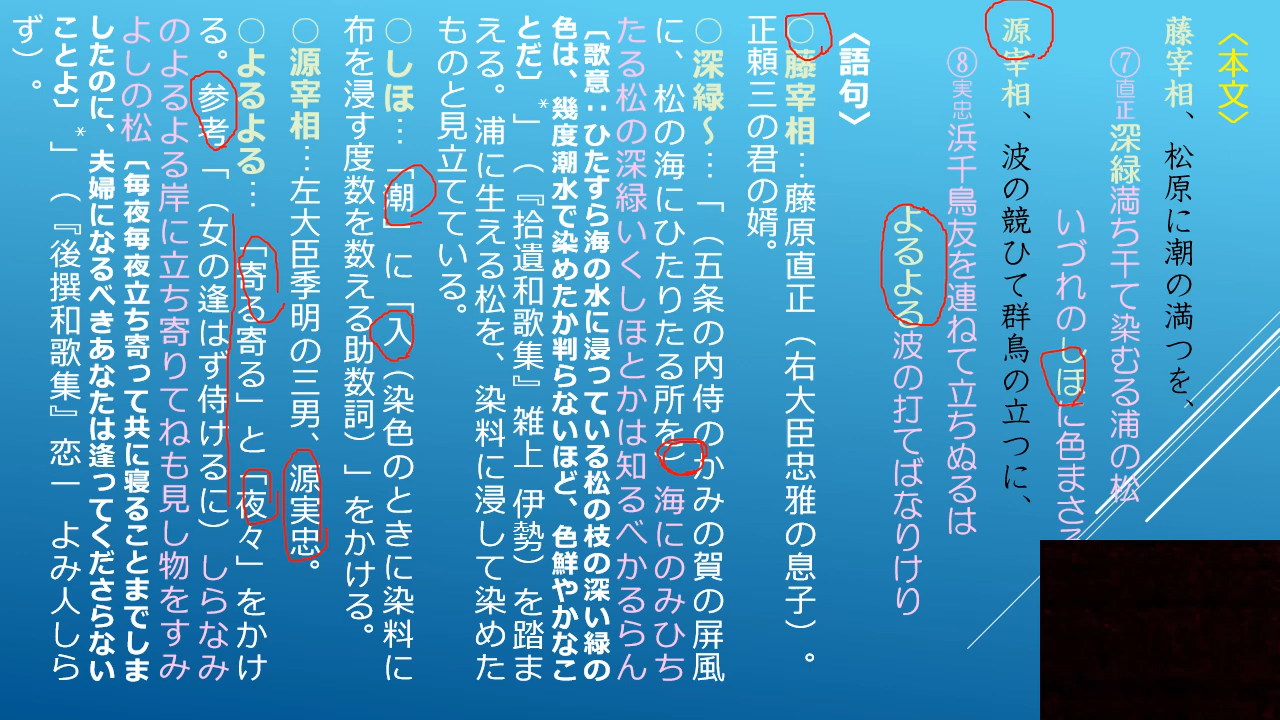 〈本文〉
藤宰相、松原に潮の満つを、
⑦直正 深緑満ち干て染むる浦の松
いづれのしほに色まさる
源宰相、波の競ひて群鳥の立つに、
⑧実忠 浜千鳥友を連ねて立ちぬるは
よるよる波の打てばなりけり
〈語句〉
○藤宰相…藤原直正（右大臣忠雅の息子）。
正頼三の君の婿。
○深緑〜…「（五条の内侍のかみの賀の屏風
に、松の海にひたりたる所を）海にのみひち
たる松の深緑いくしほとかは知るべかるらん
〔歌意：ひたすら海の水に浸っている松の枝の深い緑の
色は、幾度潮水で染めたか判らないほど、色鮮やかなこ
とだ〕*」（『拾遺和歌集』雑上 伊勢）を踏ま
える。浦に生える松を、染料に浸して染めた
ものと見立てている。
○しほ…「潮」に「入（染色のときに染料に
布を浸す度数を数える助数詞）」をかける。
○源宰相…左大臣季明の三男、源実忠。
○よるよる…「寄る寄る」と「夜々」をかけ
る。参考「（女の逢はず侍けるに）しらなみ
のよるよる岸に立ち寄りてねも見し物をすみ
よしの松〔毎夜毎夜立ち寄って共に寝ることまでしま
したのに、夫婦になるべきあなたは逢ってくださらない
ことよ〕*」（『後撰和歌集』恋一 よみ人しら
ず）。